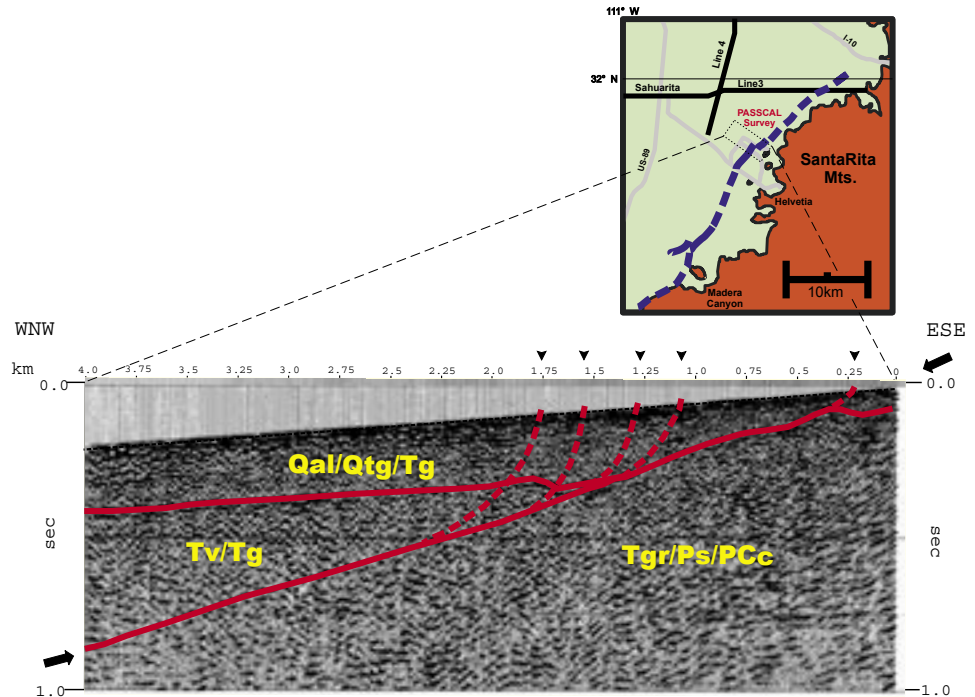 111° W
I-10
Line 4
32° N
Sahuarita
Line3
PASSCAL
Survey
US-89
SantaRita
Mts.
Helvetia
Madera
Canyon
10km
WNW
ESE
km
4.0 3.75 3.5 3.25 3.0 2.75 2.5 2.25 2.0 1.75 1.5 1.25 1.0 0.75 0.5 0.25 0
0.0
0.0
Qal/Qtg/Tg
Tv/Tg
Tgr/Ps/PCc
sec
sec
1.0
1.0